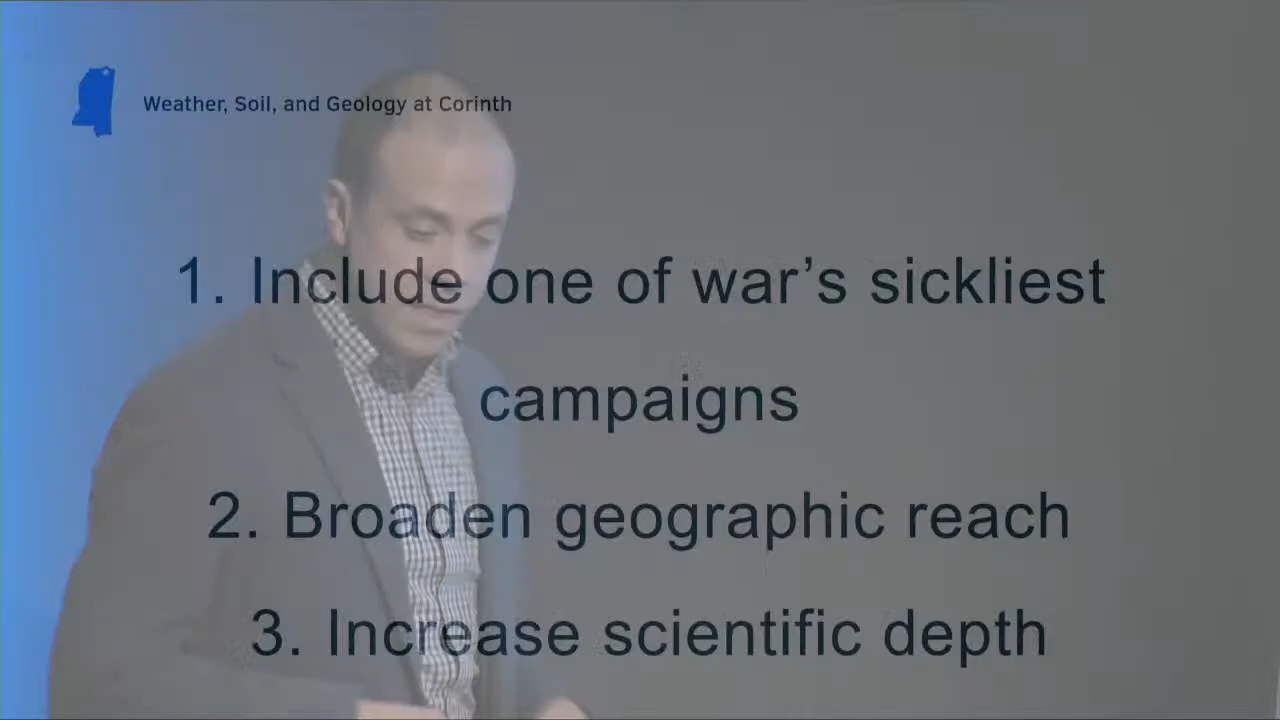 Weather, Soil, and Geology at Corinth
1. Include one of war’s sickliest
campaigns
2. Broaden geographic reach
3. Increase scientific depth